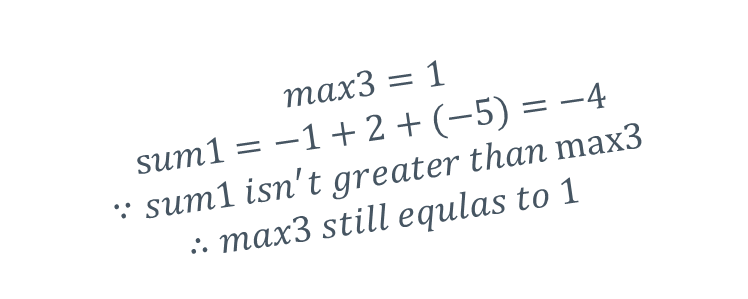 max3 = 1
sum1 = −1 + 2 + (−5) = −4
∵ sum1 isn't greater than max3
∴ max3 still equlas to 1